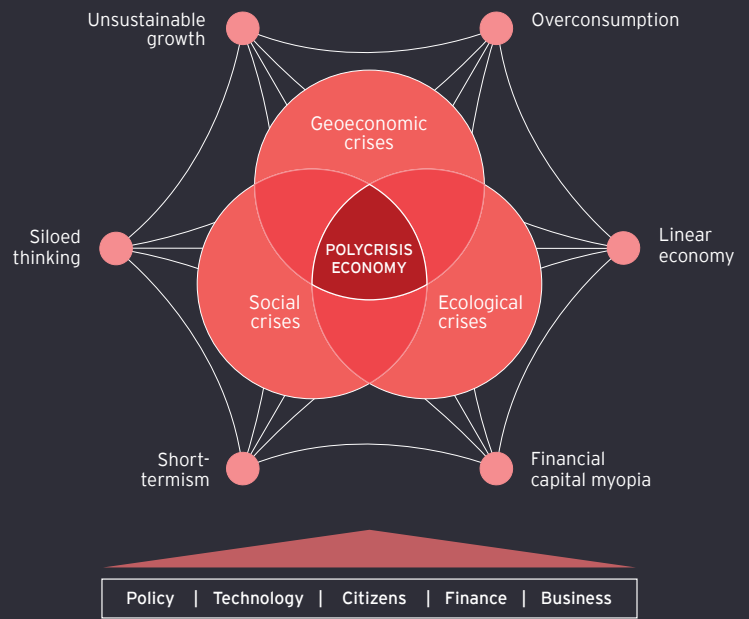 Unsustainable
growth
Overconsumption
Geoeconomic
crises
Siloed
thinking
POLYCRISIS
ECONOMY
Linear
economy
Social
crises
Ecological
crises
Short-
termism
Financial
capital myopia
Policy | Technology | Citizens | Finance | Business